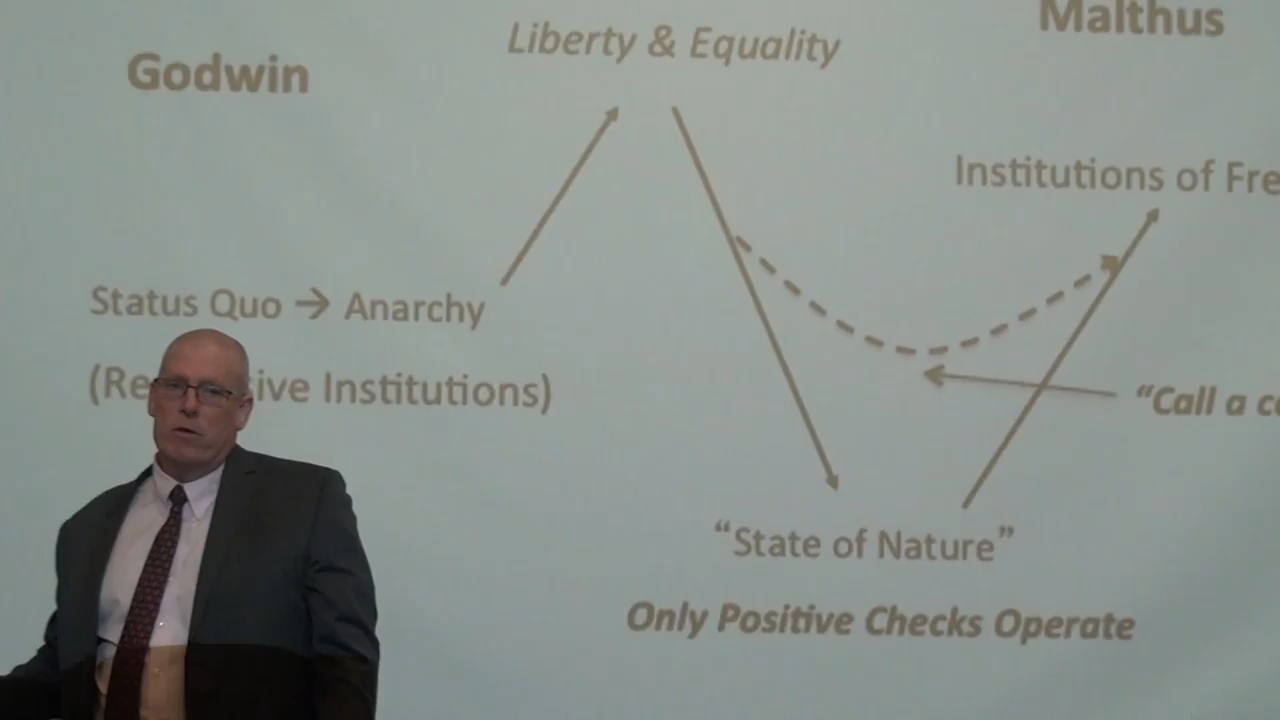 Malthus
Liberty & Equality
Godwin
Institutions of Fre
Status Quo → Anarchy
(Re sive Institutions)
“Call a c
“State of Nature”
Only Positive Checks Operate